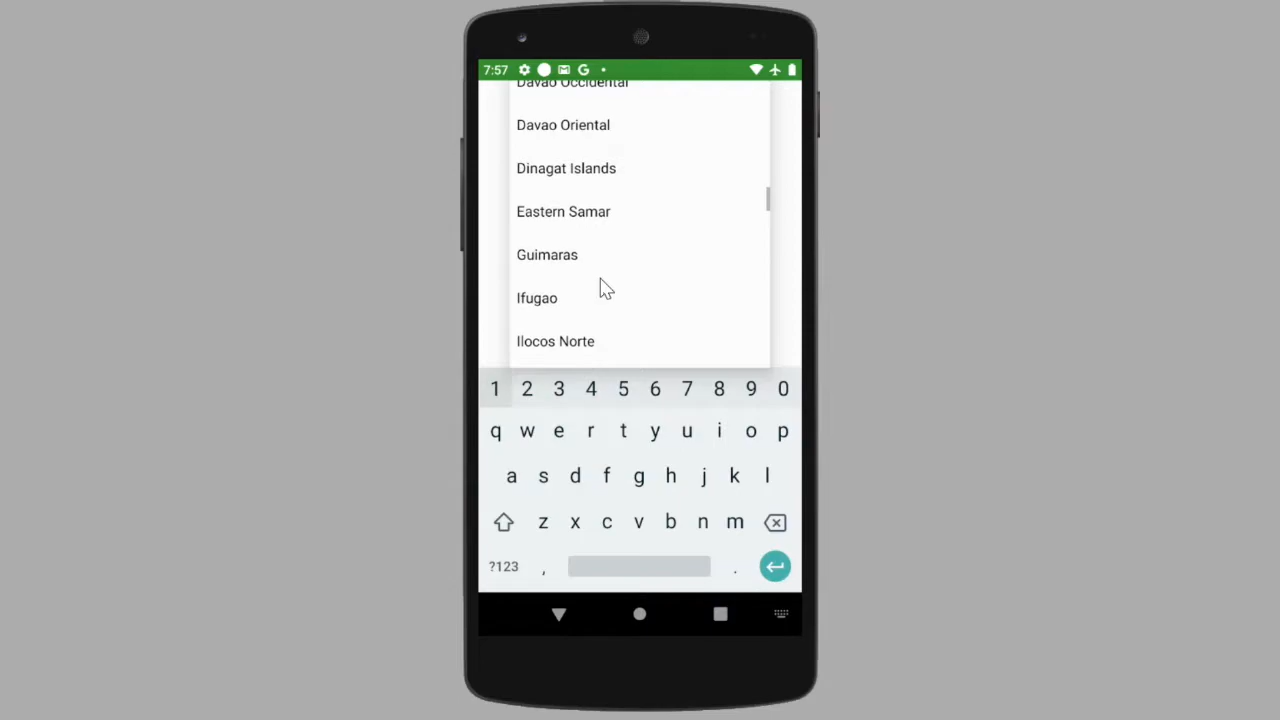 7:57
Davao Occidental
Davao Oriental
Dinagat Islands
Eastern Samar
Guimaras
Ifugao
Ilocos Norte
1 2 3 4 5 6 7 8 9 0
q w e r t y u i o p
a s d f g h j k l
z x c v b n m
?123 , .